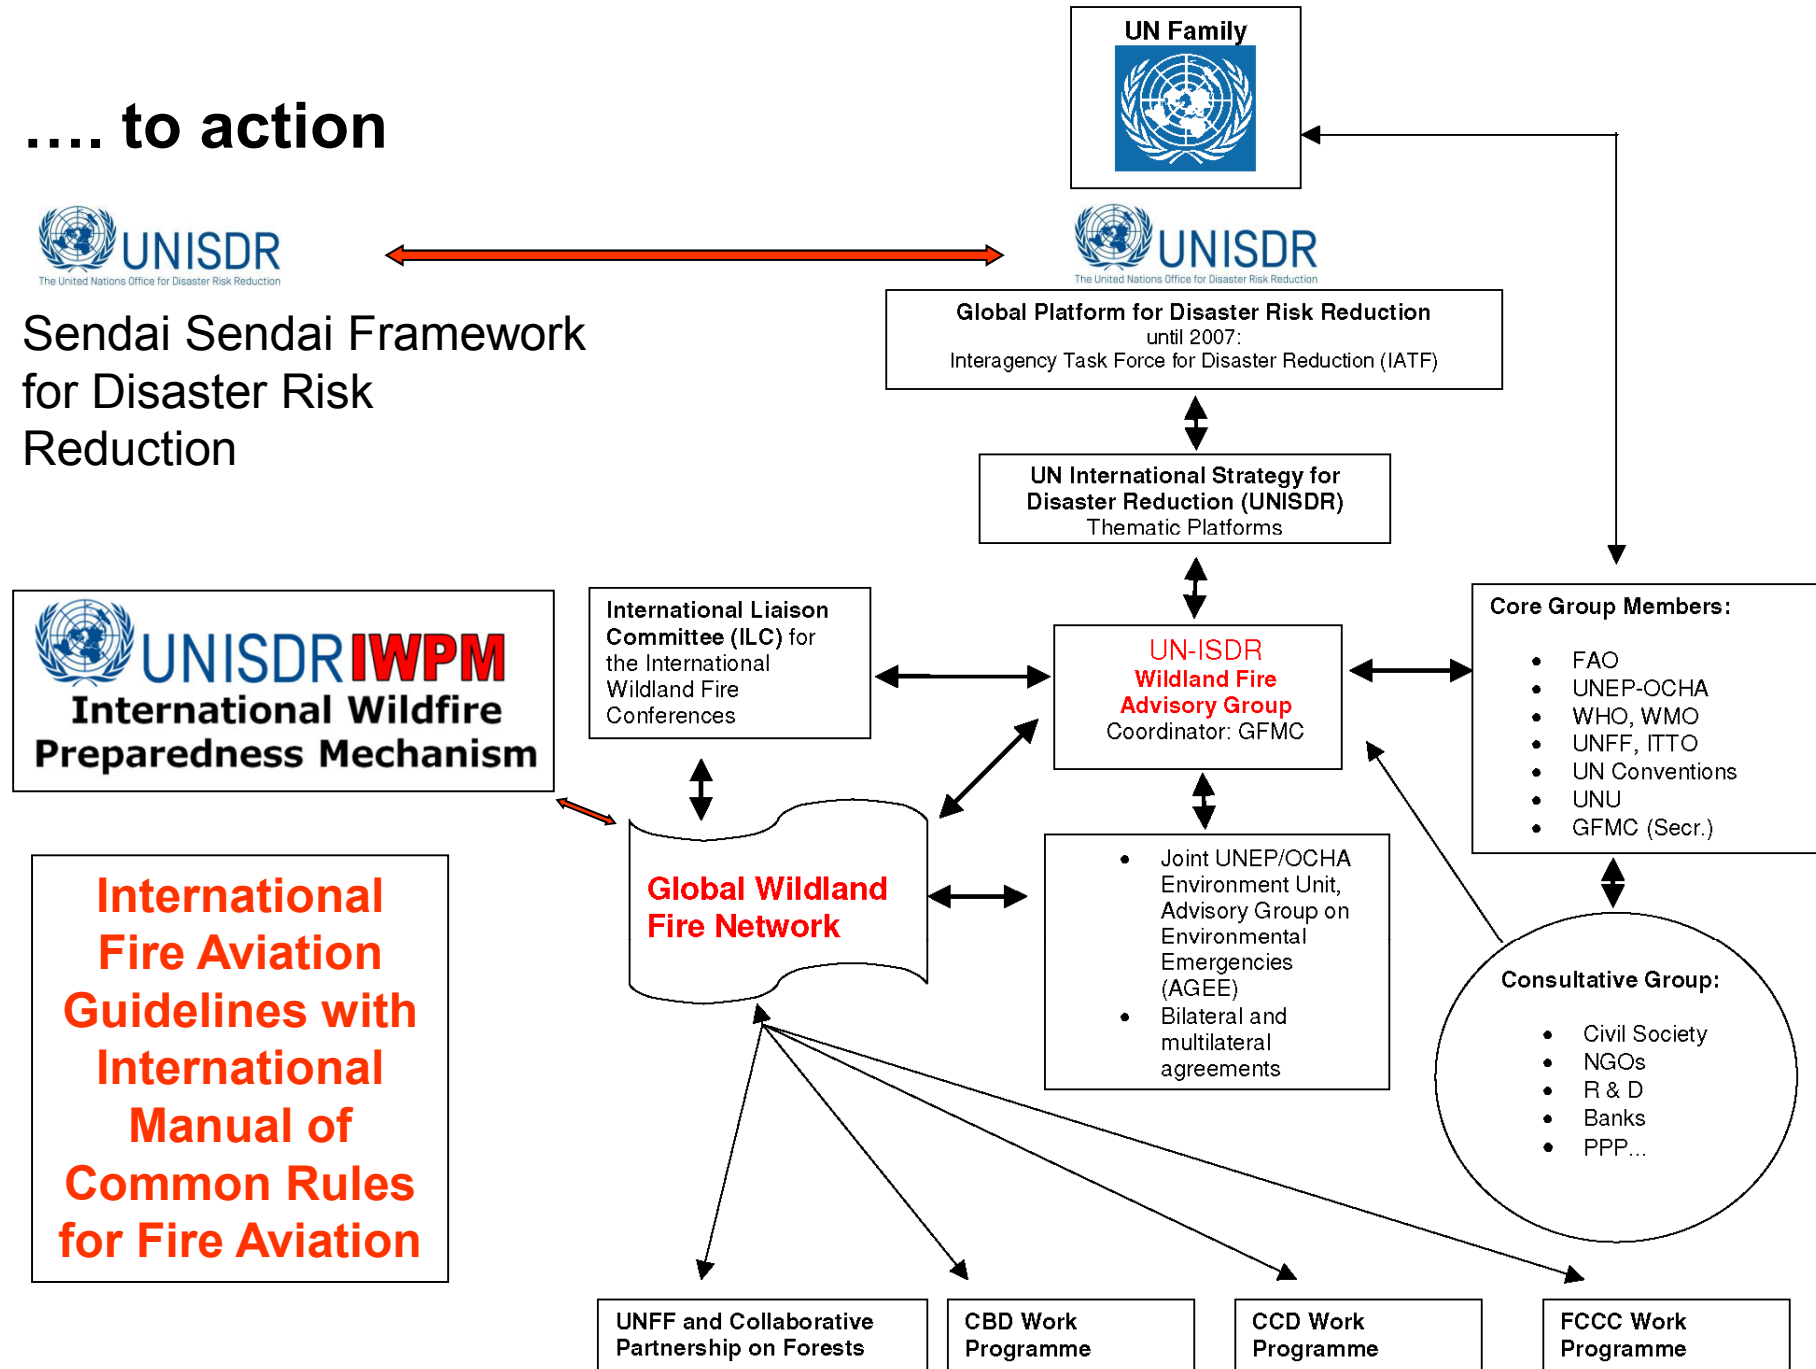 .... to action
UNISDR
The United Nations Office for Disaster Risk Reduction
Sendai Sendai Framework
for Disaster Risk
Reduction
UN Family
UNISDR
The United Nations Office for Disaster Risk Reduction
Global Platform for Disaster Risk Reduction
until 2007:
Interagency Task Force for Disaster Reduction (IATF)
UN International Strategy for
Disaster Reduction (UNISDR)
Thematic Platforms
UNISDR IWPM
International Wildfire
Preparedness Mechanism
International Liaison
Committee (ILC) for
the International
Wildland Fire
Conferences
UN-ISDR
Wildland Fire
Advisory Group
Coordinator: GFMC
Core Group Members:
• FAO
• UNEP-OCHA
• WHO, WMO
• UNFF, ITTO
• UN Conventions
• UNU
• GFMC (Secr.)
International
Fire Aviation
Guidelines with
International
Manual of
Common Rules
for Fire Aviation
Global Wildland
Fire Network
• Joint UNEP/OCHA
Environment Unit,
Advisory Group on
Environmental
Emergencies
(AGEE)
• Bilateral and
multilateral
agreements
Consultative Group:
• Civil Society
• NGOs
• R & D
• Banks
• PPP...
UNFF and Collaborative
Partnership on Forests
CBD Work
Programme
CCD Work
Programme
FCCC Work
Programme